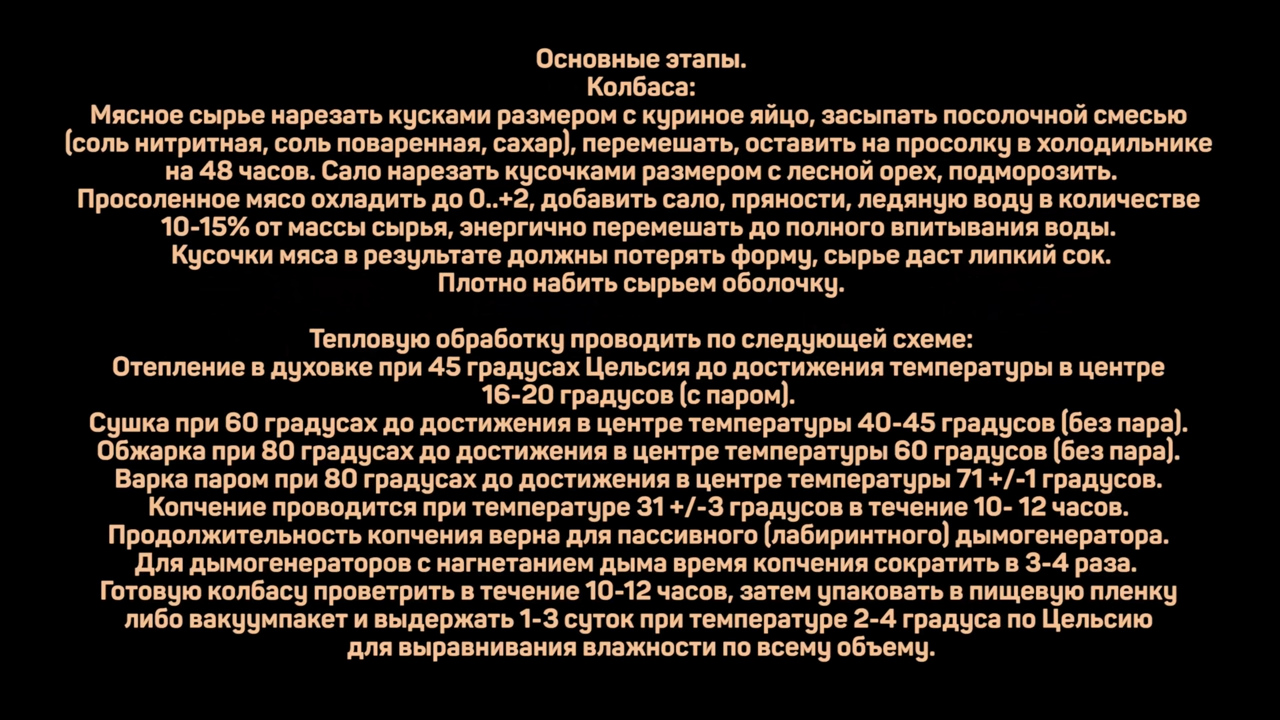 Основные этапы.
Колбаса:
Мясное сырье нарезать кусками размером с куриное яйцо, засыпать посолочной смесью
(соль нитритная, соль поваренная, сахар), перемешать, оставить на просолку в холодильнике
на 48 часов. Сало нарезать кусочками размером с лесной орех, подморозить.
Просоленное мясо охладить до 0..+2, добавить сало, пряности, ледяную воду в количестве
10-15% от массы сырья, энергично перемешать до полного впитывания воды.
Кусочки мяса в результате должны потерять форму, сырье даст липкий сок.
Плотно набить сырьем оболочку.
Тепловую обработку проводить по следующей схеме:
Отепление в духовке при 45 градусах Цельсия до достижения температуры в центре
16-20 градусов (с паром).
Сушка при 60 градусах до достижения в центре температуры 40-45 градусов (без пара).
Обжарка при 80 градусах до достижения в центре температуры 60 градусов (без пара).
Варка паром при 80 градусах до достижения в центре температуры 71 +/-1 градусов.
Копчение проводится при температуре 31 +/-3 градусов в течение 10- 12 часов.
Продолжительность копчения верна для пассивного (лабиринтного) дымогенератора.
Для дымогенераторов с нагнетанием дыма время копчения сократить в 3-4 раза.
Готовую колбасу проветрить в течение 10-12 часов, затем упаковать в пищевую пленку
либо вакуумпакет и выдержать 1-3 суток при температуре 2-4 градуса по Цельсию
для выравнивания влажности по всему объему.